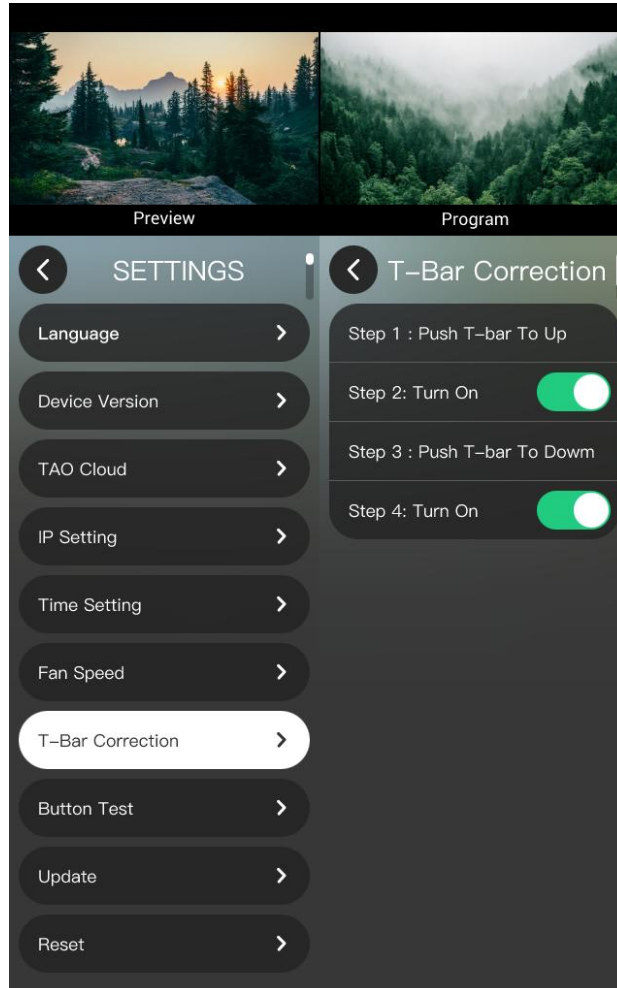 Preview
Program
SETTINGS
Language
Device Version
TAO Cloud
IP Setting
Time Setting
Fan Speed
T-Bar Correction
Button Test
Update
Reset
T-Bar Correction
Step 1 : Push T-bar To Up
Step 2: Turn On
Step 3 : Push T-bar To Dowm
Step 4: Turn On